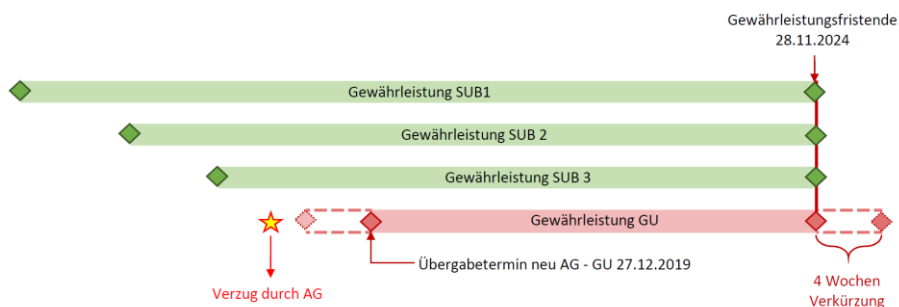 Gewährleistungsfristende
28.11.2024
Gewährleistung SUB1
Gewährleistung SUB 2
Gewährleistung SUB 3
Gewährleistung GU
Übergabetermin neu AG - GU 27.12.2019
Verzug durch AG
4 Wochen
Verkürzung